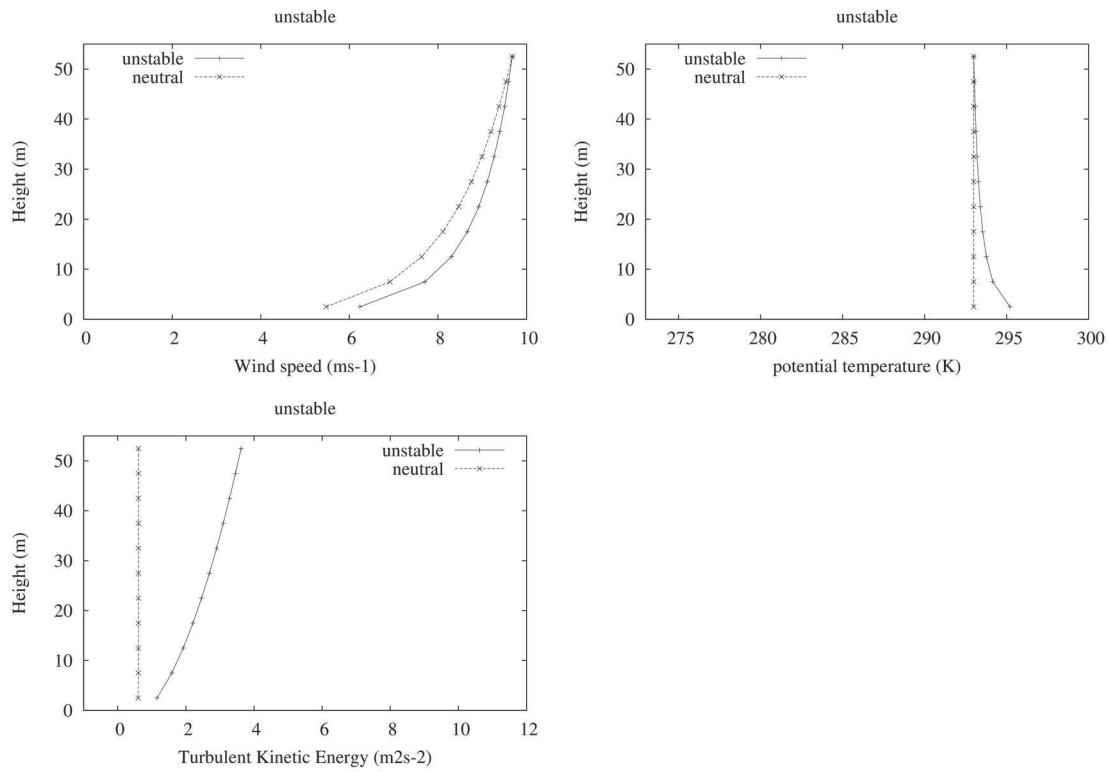 unstable
unstable
neutral
Height (m)
50
40
30
20
10
0
0 2 4 6 8 10
Wind speed (ms-1)
unstable
unstable
neutral
Height (m)
50
40
30
20
10
0
275 280 285 290 295 300
potential temperature (K)
unstable
unstable
neutral
Height (m)
50
40
30
20
10
0
0 2 4 6 8 10 12
Turbulent Kinetic Energy (m2s-2)